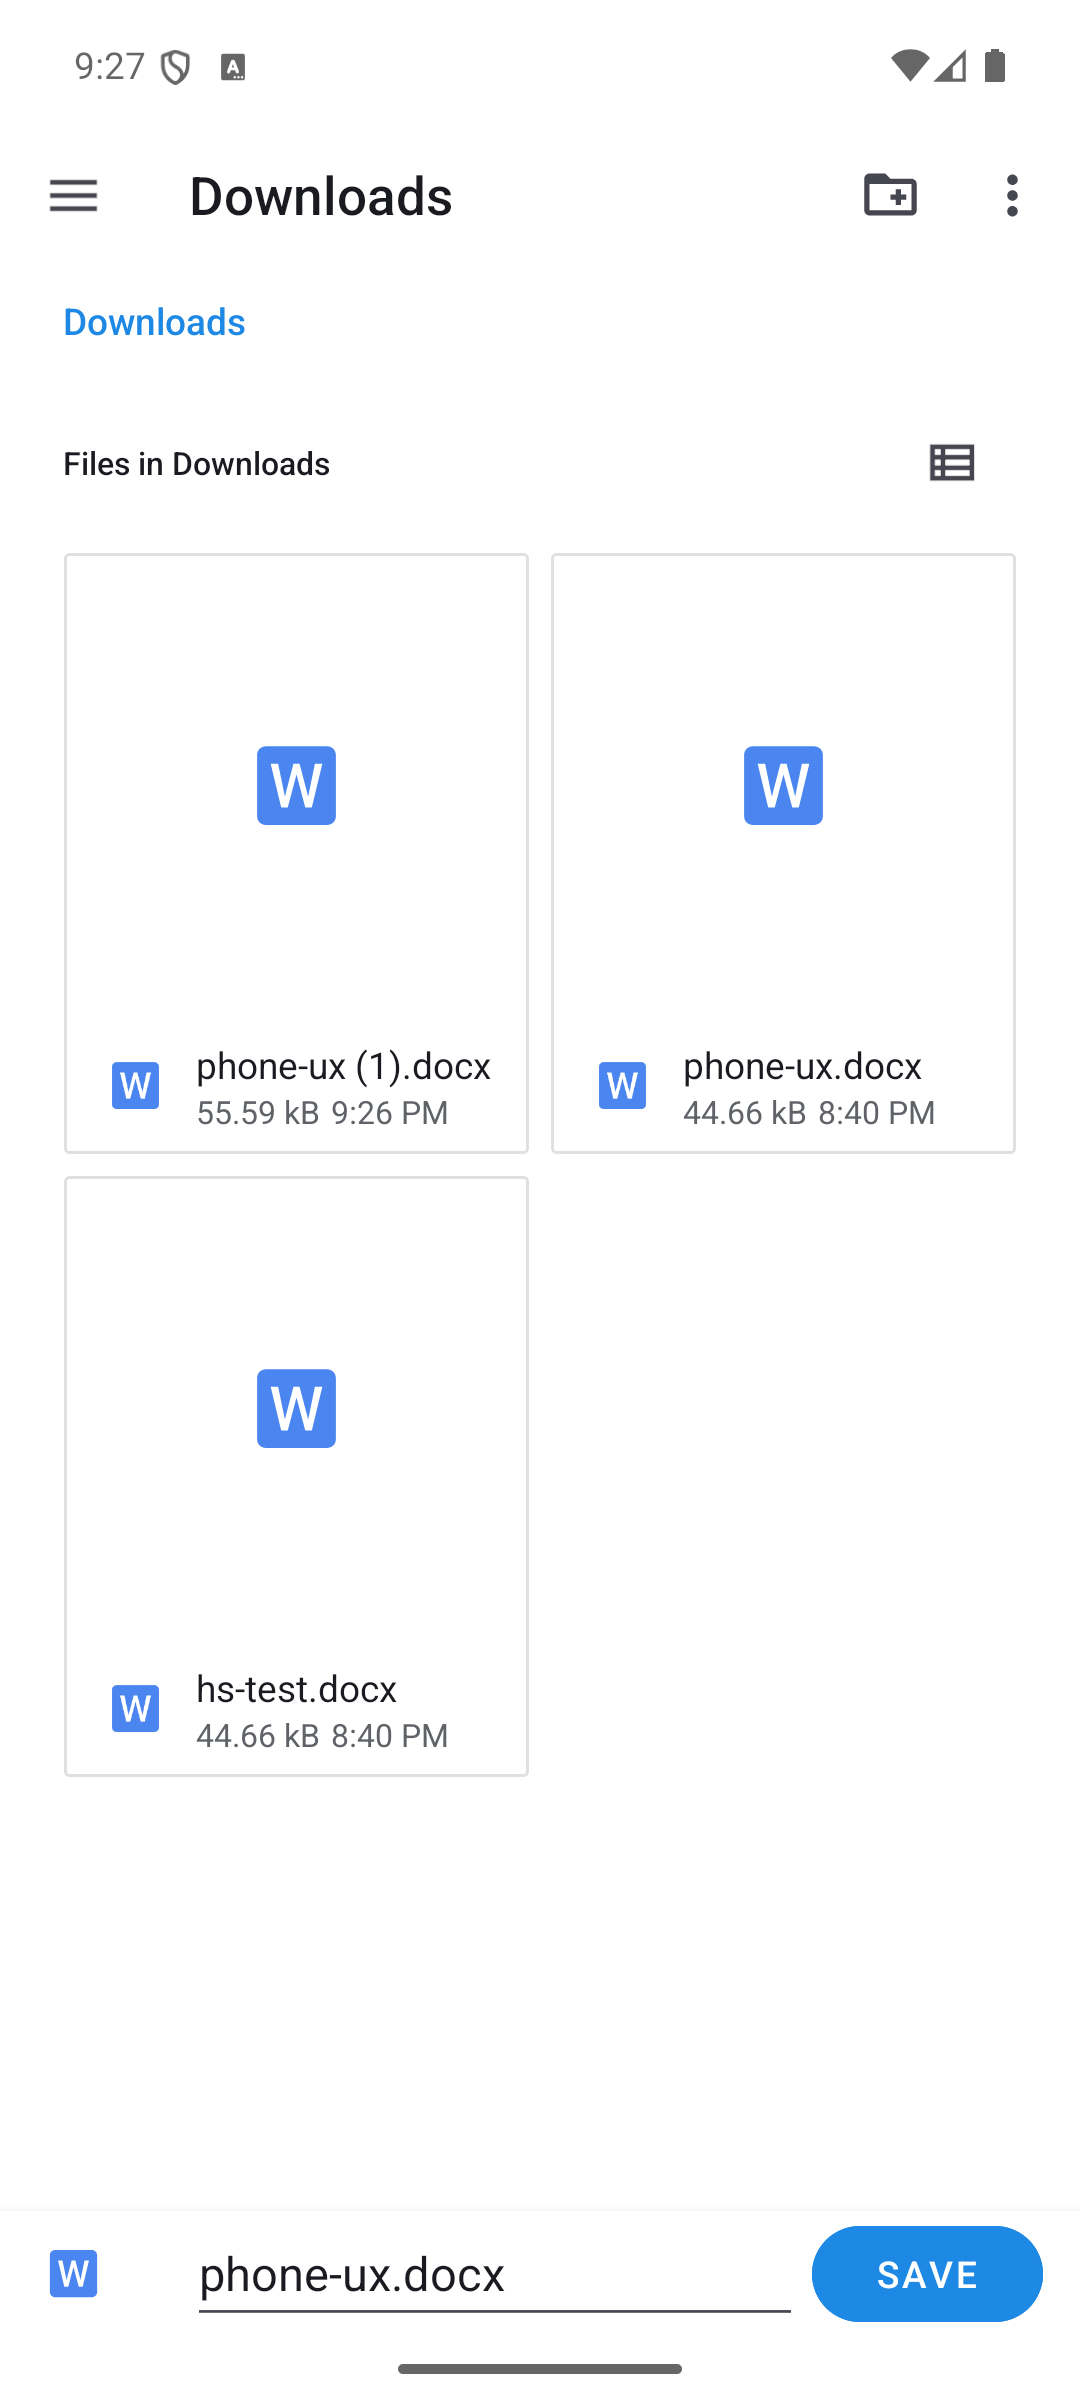 9:27
Downloads
Downloads
Files in Downloads
W
W
W
phone-ux (1).docx
55.59 kB 9:26 PM
W
phone-ux.docx
44.66 kB 8:40 PM
W
W
hs-test.docx
44.66 kB 8:40 PM
W
phone-ux.docx
SAVE